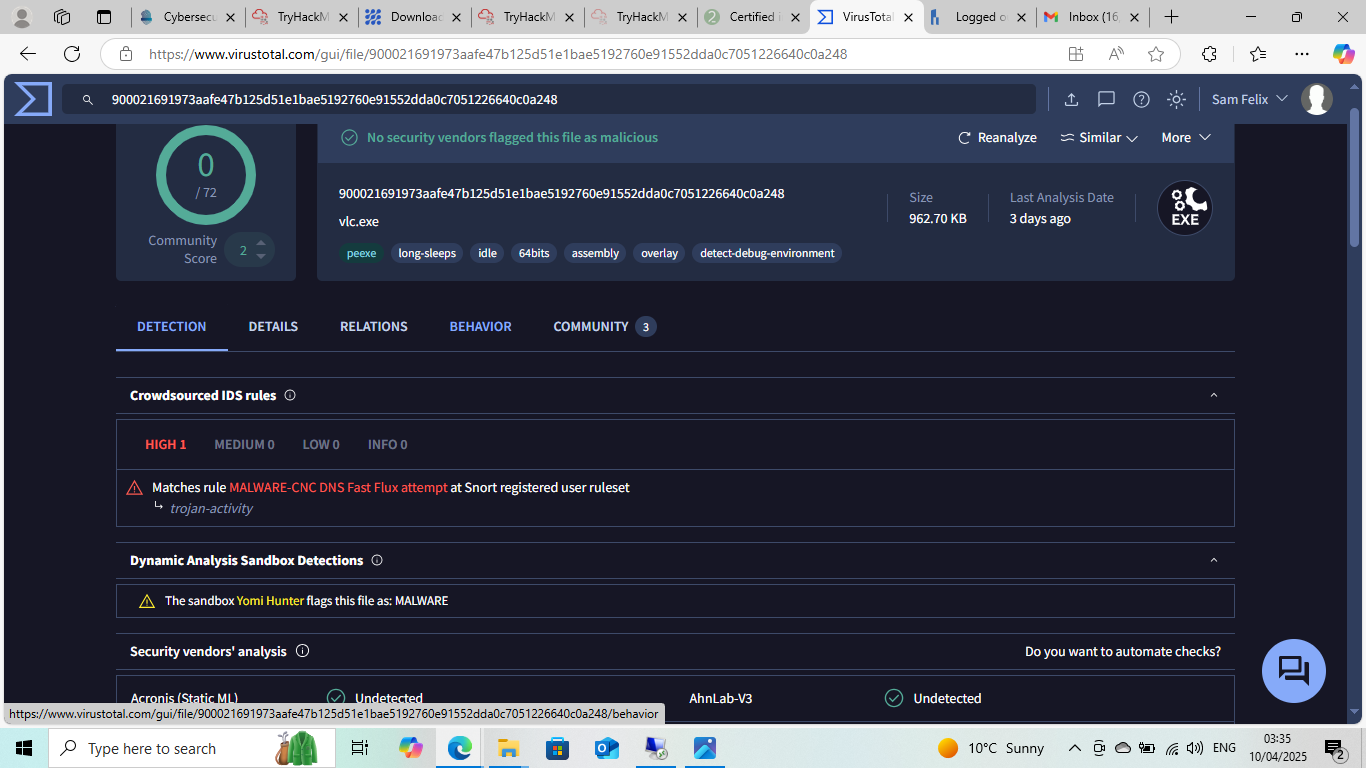 Cybersecu
TryHackM
Downloac
TryHackM
TryHackM
Certified i
VirusTotal
Logged o
Inbox (16,
https://www.virustotal.com/gui/file/900021691973aafe47b125d51e1bae5192760e91552dda0c7051226640c0a248
900021691973aafe47b125d51e1bae5192760e91552dda0c7051226640c0a248
Sam Felix
0
/ 72
Community
Score
2
No security vendors flagged this file as malicious
Reanalyze
Similar
More
900021691973aafe47b125d51e1bae5192760e91552dda0c7051226640c0a248
vlc.exe
Size
962.70 KB
Last Analysis Date
3 days ago
EXE
peexe
long-sleeps
idle
64bits
assembly
overlay
detect-debug-environment
DETECTION
DETAILS
RELATIONS
BEHAVIOR
COMMUNITY 3
Crowdsourced IDS rules
HIGH 1
MEDIUM 0
LOW 0
INFO 0
Matches rule MALWARE-CNC DNS Fast Flux attempt at Snort registered user ruleset
trojan-activity
Dynamic Analysis Sandbox Detections
The sandbox Yomi Hunter flags this file as: MALWARE
Security vendors' analysis
Do you want to automate checks?
Acronis (Static ML)
Undetected
AhnLab-V3
Undetected
https://www.virustotal.com/gui/file/900021691973aafe47b125d51e1bae5192760e91552dda0c7051226640c0a248/behavior
Type here to search
10°C Sunny
ENG
03:35
10/04/2025
2